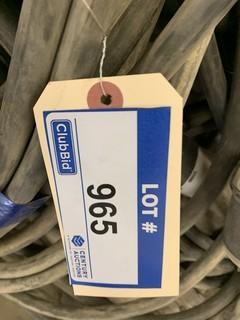 LOT #
965
ClubBid
CENTURY
AUCTIONS